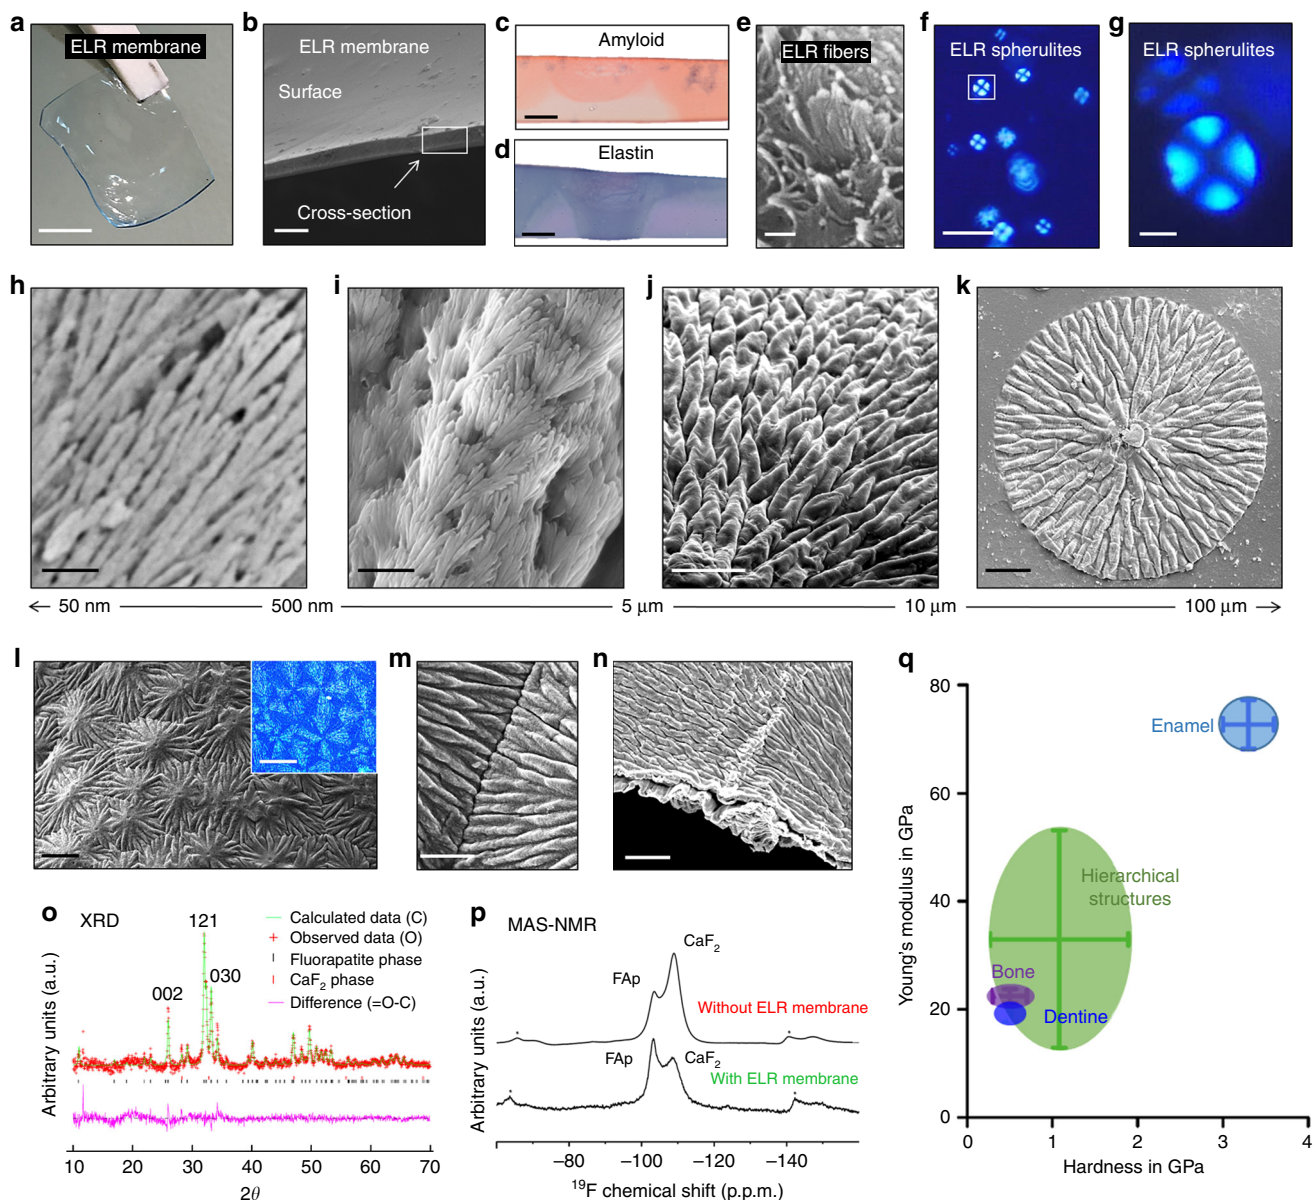 a
ELR membrane
b
ELR membrane
Surface
Cross-section
c
Amyloid
d
Elastin
e
ELR fibers
f
ELR spherulites
g
ELR spherulites
h
i
j
k
50 nm
500 nm
5 μm
10 μm
100 μm
l
m
n
o
XRD
Calculated data (C)
Observed data (O)
Fluorapatite phase
CaF2 phase
Difference (=O-C)
002
121
030
Arbitrary units (a.u.)
10
20
30
40
50
60
70
2θ
p
MAS-NMR
CaF2
FAp
Without ELR membrane
FAp
CaF2
With ELR membrane
*
*
*
*
Arbitrary units (a.u.)
−80
−100
−120
−140
19F chemical shift (p.p.m.)
q
80
60
40
20
0
Young's modulus in GPa
Enamel
Hierarchical
structures
Bone
Dentine
0
1
2
3
4
Hardness in GPa